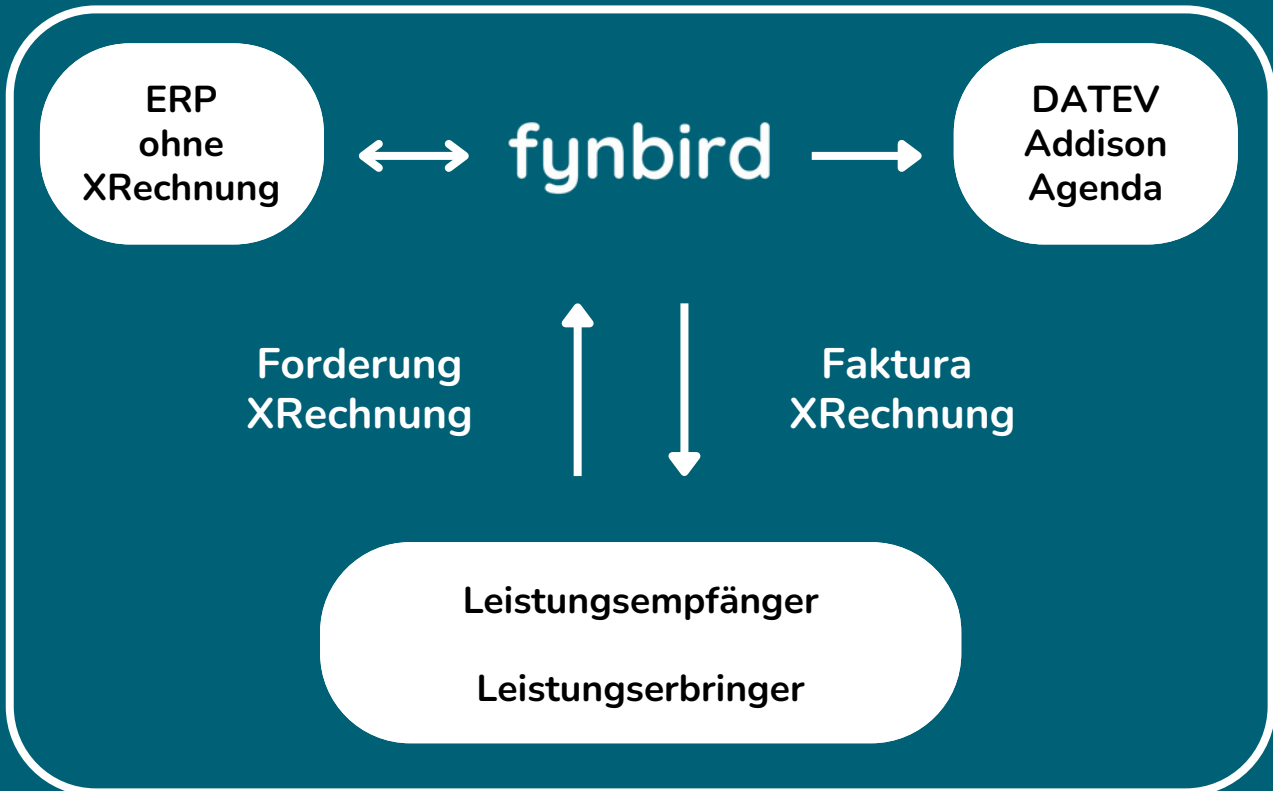 ERP
ohne
XRechnung
fynbird
DATEV
Addison
Agenda
Forderung
XRechnung
Faktura
XRechnung
Leistungsempfänger
Leistungserbringer